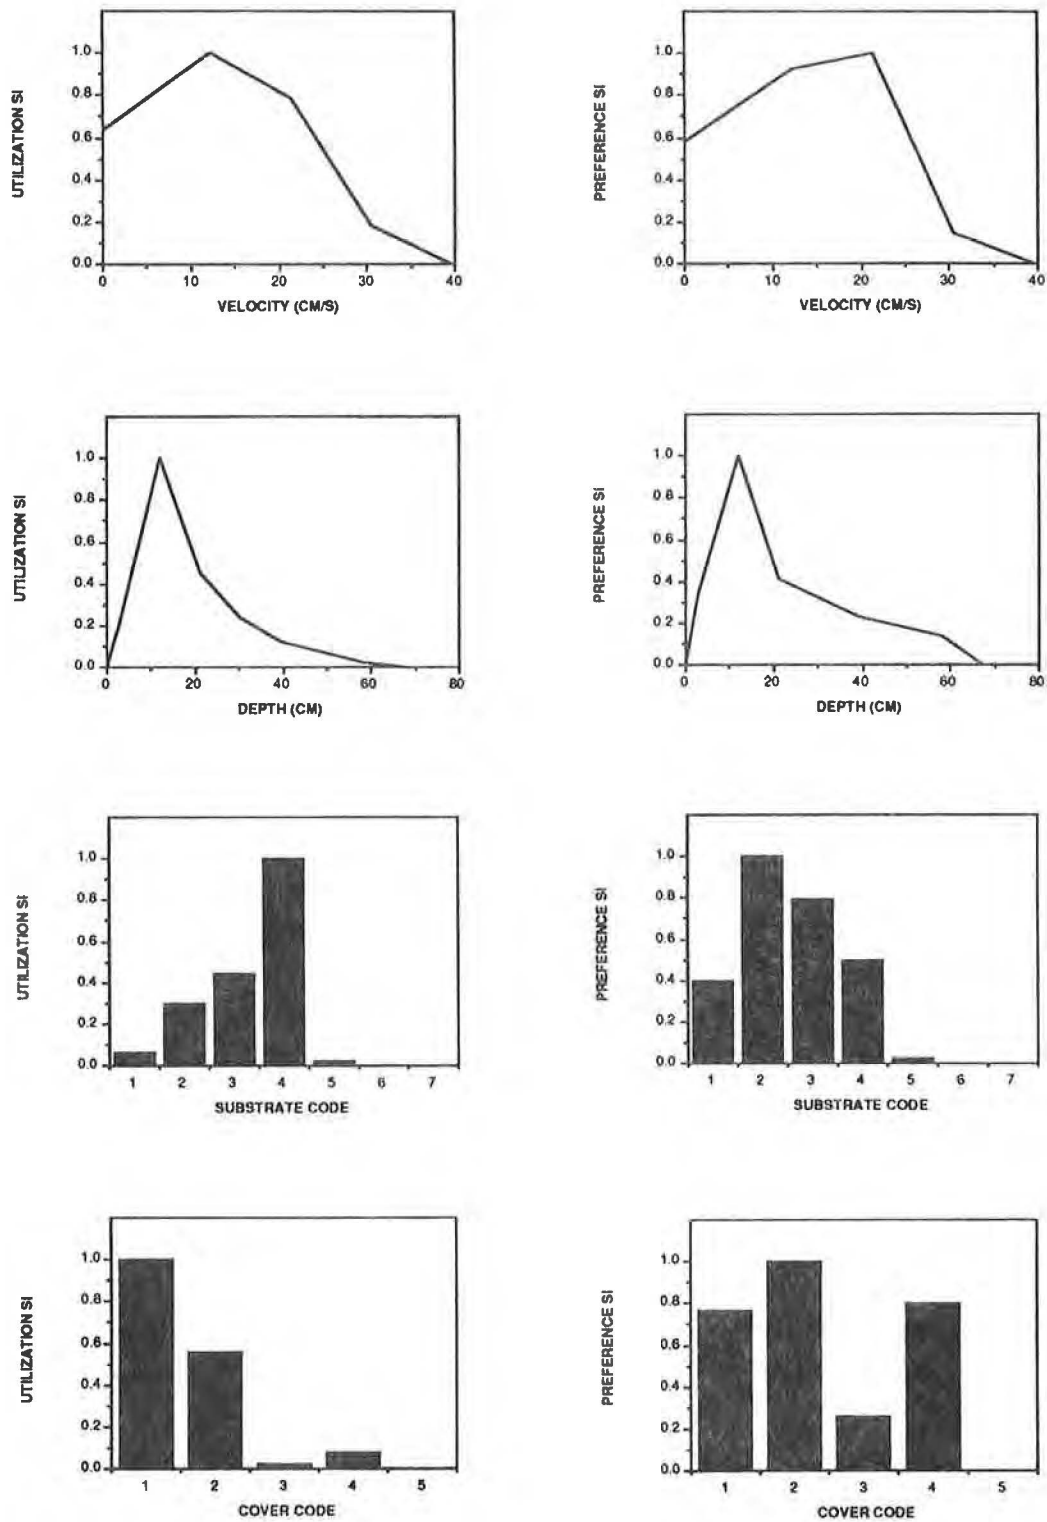 UTILIZATION SI
1.0
0.8
0.6
0.4
0.2
0.0
0 10 20 30 40
VELOCITY (CM/S)
PREFERENCE SI
1.0
0.8
0.6
0.4
0.2
0.0
0 10 20 30 40
VELOCITY (CM/S)
UTILIZATION SI
1.0
0.8
0.6
0.4
0.2
0.0
0 20 40 60 80
DEPTH (CM)
PREFERENCE SI
1.0
0.8
0.6
0.4
0.2
0.0
0 20 40 60 80
DEPTH (CM)
UTILIZATION SI
1.0
0.8
0.6
0.4
0.2
0.0
1 2 3 4 5 6 7
SUBSTRATE CODE
PREFERENCE SI
1.0
0.8
0.6
0.4
0.2
0.0
1 2 3 4 5 6 7
SUBSTRATE CODE
UTILIZATION SI
1.0
0.8
0.6
0.4
0.2
0.0
1 2 3 4 5
COVER CODE
PREFERENCE SI
1.0
0.8
0.6
0.4
0.2
0.0
1 2 3 4 5
COVER CODE